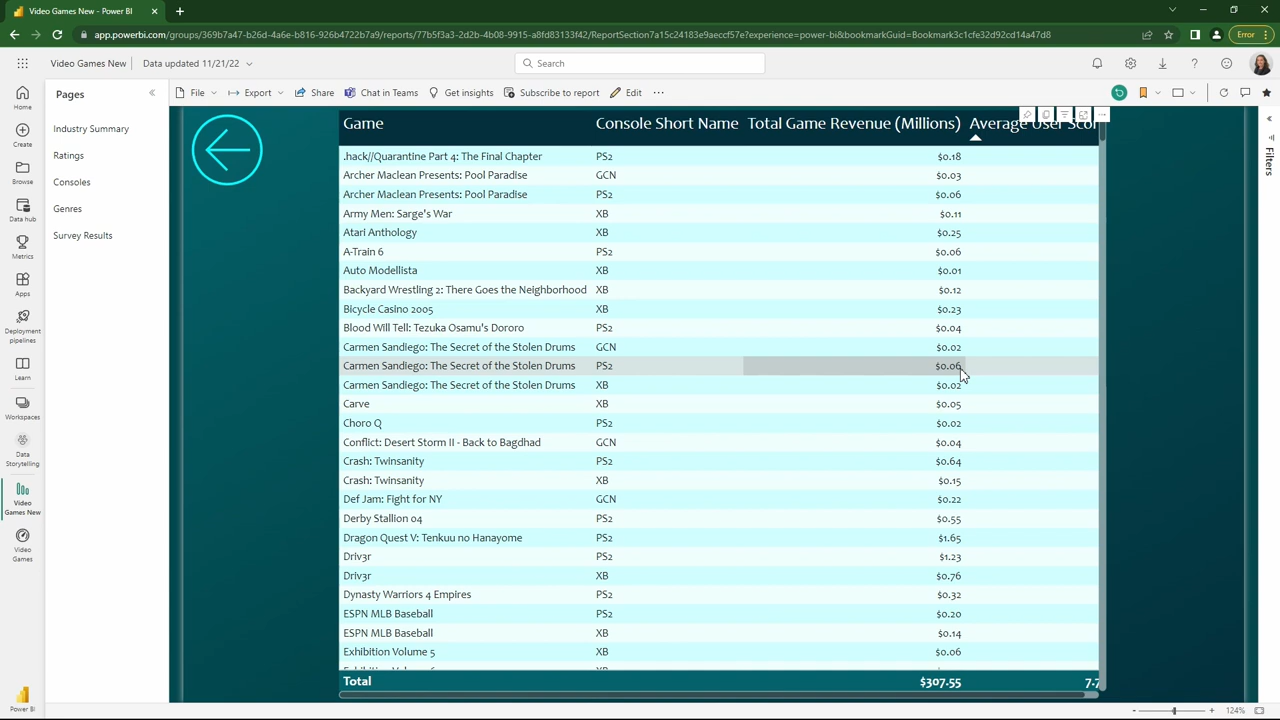 Video Games New - Power BI
app.powerbi.com/groups/369b7a47-b26d-4a6e-b816-926b4722b7a9/reports/77b5f3a3-2d2b-4b08-9915-a8fd83133f42/ReportSection7a15c24183e9aeccf57e?experience=power-bi&bookmarkGuid=Bookmark3c1cfe32d92cd14a47d7
Error
Video Games New
Data updated 11/21/22
Search
Pages
File
Export
Share
Chat in Teams
Get insights
Subscribe to report
Edit
Home
Create
Browse
Data hub
Metrics
Apps
Deployment pipelines
Learn
Workspaces
Data Storytelling
Video Games New
Video Games
Power BI
Industry Summary
Ratings
Consoles
Genres
Survey Results
Game Console Short Name Total Game Revenue (Millions) Average User Scor
.hack//Quarantine Part 4: The Final Chapter PS2 $0.18
Archer Maclean Presents: Pool Paradise GCN $0.03
Archer Maclean Presents: Pool Paradise PS2 $0.06
Army Men: Sarge's War XB $0.11
Atari Anthology XB $0.25
A-Train 6 PS2 $0.06
Auto Modellista XB $0.01
Backyard Wrestling 2: There Goes the Neighborhood XB $0.12
Bicycle Casino 2005 XB $0.23
Blood Will Tell: Tezuka Osamu's Dororo PS2 $0.04
Carmen Sandiego: The Secret of the Stolen Drums GCN $0.02
Carmen Sandiego: The Secret of the Stolen Drums PS2 $0.06
Carmen Sandiego: The Secret of the Stolen Drums XB $0.02
Carve XB $0.05
Choro Q PS2 $0.02
Conflict: Desert Storm II - Back to Bagdhad GCN $0.04
Crash: Twinsanity PS2 $0.64
Crash: Twinsanity XB $0.15
Def Jam: Fight for NY GCN $0.22
Derby Stallion 04 PS2 $0.55
Dragon Quest V: Tenkuu no Hanayome PS2 $1.65
Driv3r PS2 $1.23
Driv3r XB $0.76
Dynasty Warriors 4 Empires PS2 $0.32
ESPN MLB Baseball PS2 $0.20
ESPN MLB Baseball XB $0.14
Exhibition Volume 5 XB $0.06
Total $307.55 7.7
Filters
124%